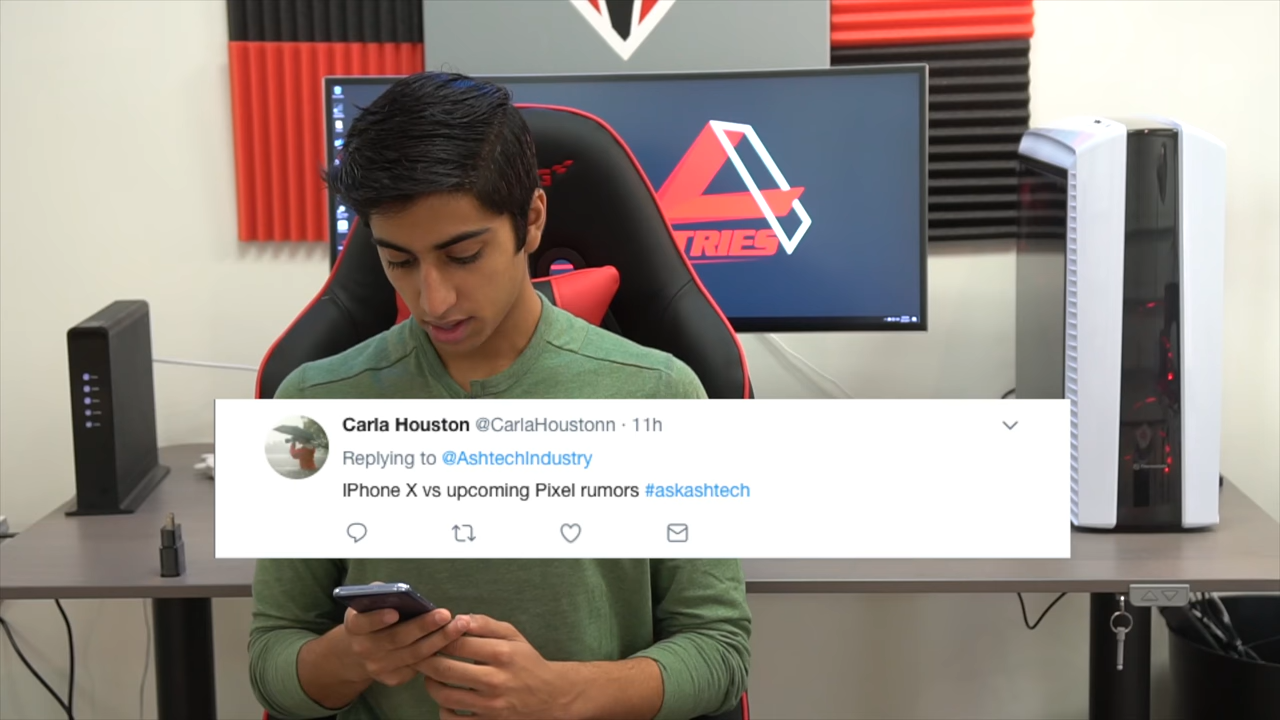 TRIES
Carla Houston @CarlaHoustonn · 11h
Replying to @AshtechIndustry
IPhone X vs upcoming Pixel rumors #askashtech